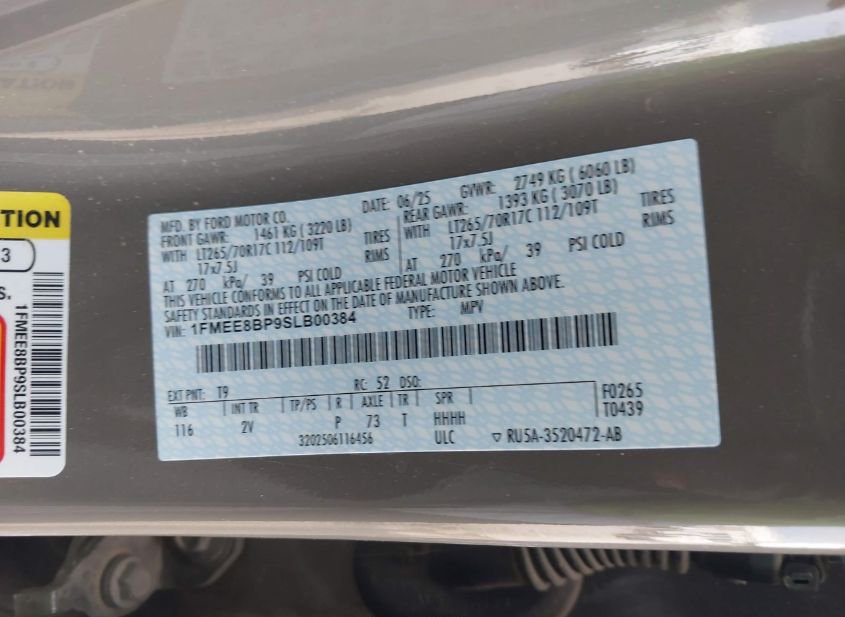 TION
3
S.
1FMEE8BP9SLB00384
MFD. BY FORD MOTOR CO.
DATE: 06/25
GVWR: 2749 KG ( 6060 LB)
FRONT GAWR: 1461 KG ( 3220 LB)
WITH LT265/70R17C 112/109T TIRES
17x7.5J RIMS
AT 270 kPa/ 39 PSI COLD
REAR GAWR: 1393 KG ( 3070 LB)
WITH LT265/70R17C 112/109T TIRES
17x7.5J RIMS
AT 270 kPa/ 39 PSI COLD
THIS VEHICLE CONFORMS TO ALL APPLICABLE FEDERAL MOTOR VEHICLE
SAFETY STANDARDS IN EFFECT ON THE DATE OF MANUFACTURE SHOWN ABOVE.
VIN: 1FMEE8BP9SLB00384 TYPE: MPV
EXT PNT: T9 RC: 52 DSO:
WB INT TR TP/PS R AXLE TR SPR
116 2V P 73 T HHHH
F0265
T0439
3202506116456 ULC ▽ RU5A-3520472-AB